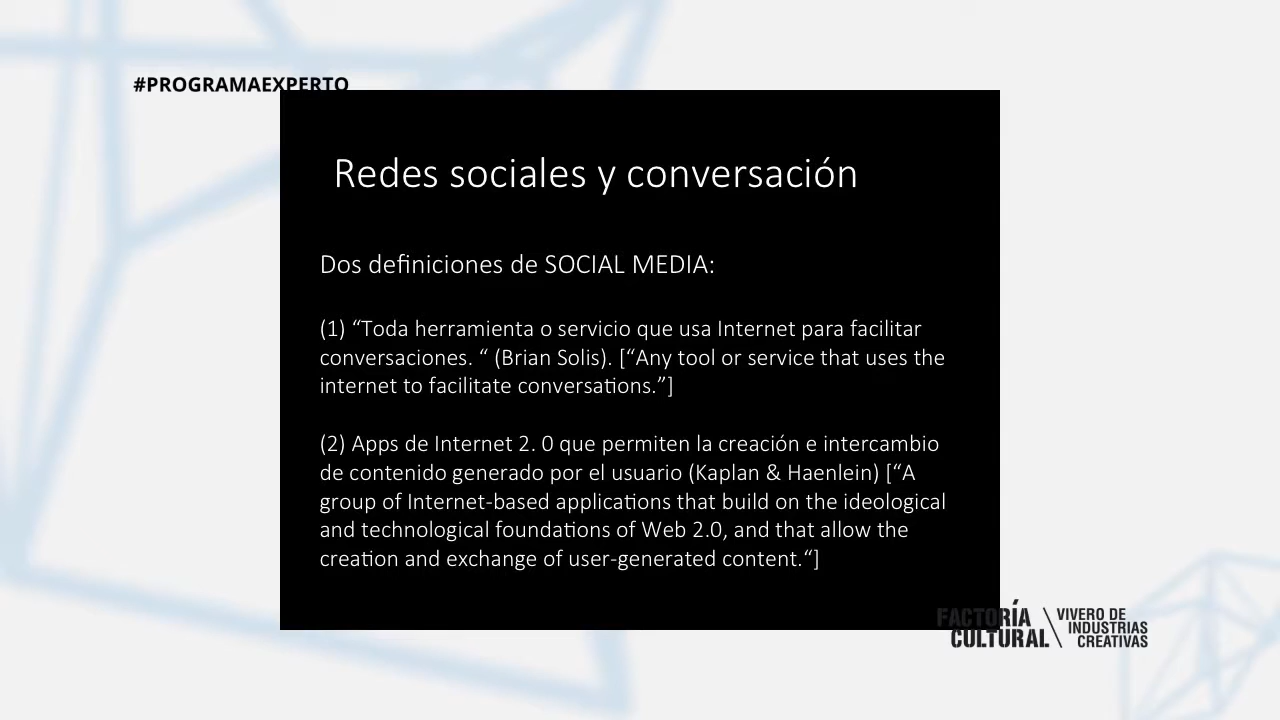 #PROGRAMAEXPERTO
Redes sociales y conversación
Dos definiciones de SOCIAL MEDIA:
(1) “Toda herramienta o servicio que usa Internet para facilitar
conversaciones. “ (Brian Solis). [“Any tool or service that uses the
internet to facilitate conversations.”]
(2) Apps de Internet 2. 0 que permiten la creación e intercambio
de contenido generado por el usuario (Kaplan & Haenlein) [“A
group of Internet-based applications that build on the ideological
and technological foundations of Web 2.0, and that allow the
creation and exchange of user-generated content.“]
FACTORÍA
CULTURAL
VIVERO DE
INDUSTRIAS
CREATIVAS